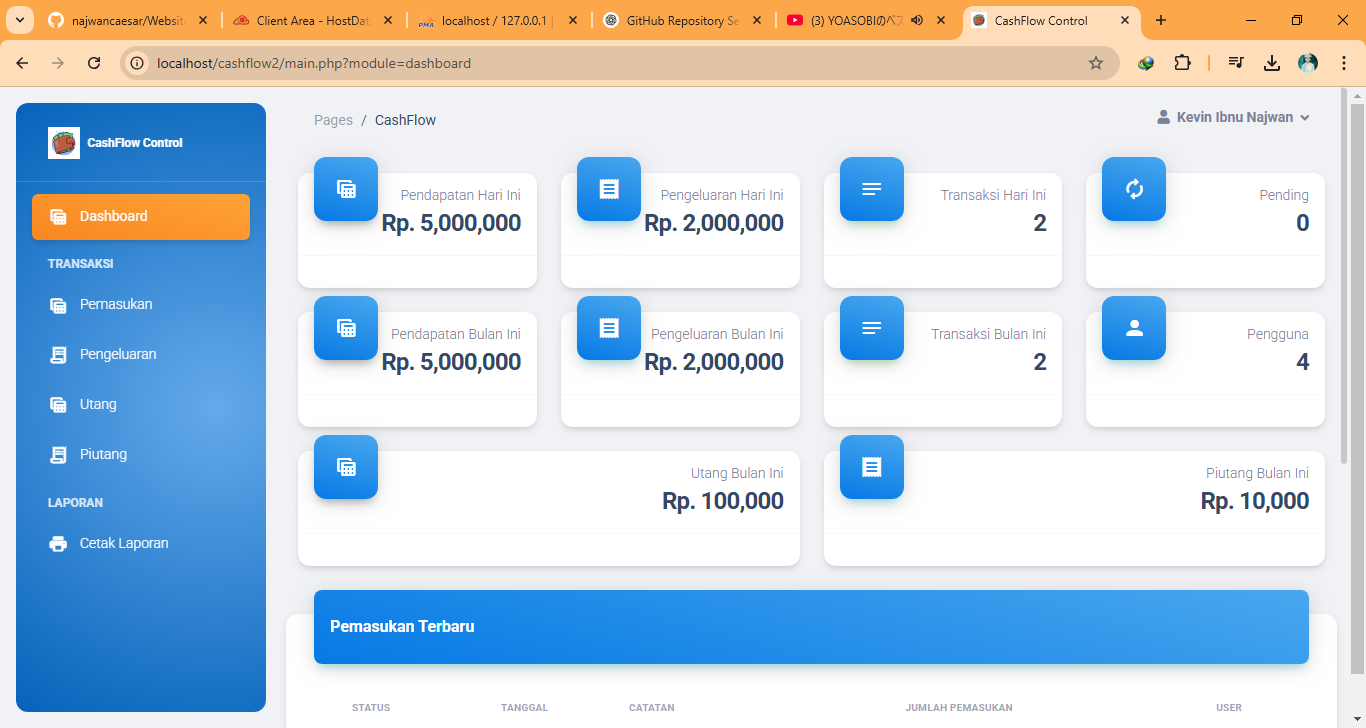 najwancaesar/Websit
Client Area - HostDat
PMA localhost / 127.0.0.1 |
GitHub Repository Se
(3) YOASOBIのベス
CashFlow Control
localhost/cashflow2/main.php?module=dashboard
CashFlow Control
Dashboard
TRANSAKSI
Pemasukan
Pengeluaran
Utang
Piutang
LAPORAN
Cetak Laporan
Pages / CashFlow
Kevin Ibnu Najwan
Pendapatan Hari Ini
Rp. 5,000,000
Pengeluaran Hari Ini
Rp. 2,000,000
Transaksi Hari Ini
2
Pending
0
Pendapatan Bulan Ini
Rp. 5,000,000
Pengeluaran Bulan Ini
Rp. 2,000,000
Transaksi Bulan Ini
2
Pengguna
4
Utang Bulan Ini
Rp. 100,000
Piutang Bulan Ini
Rp. 10,000
Pemasukan Terbaru
STATUS TANGGAL CATATAN JUMLAH PEMASUKAN USER